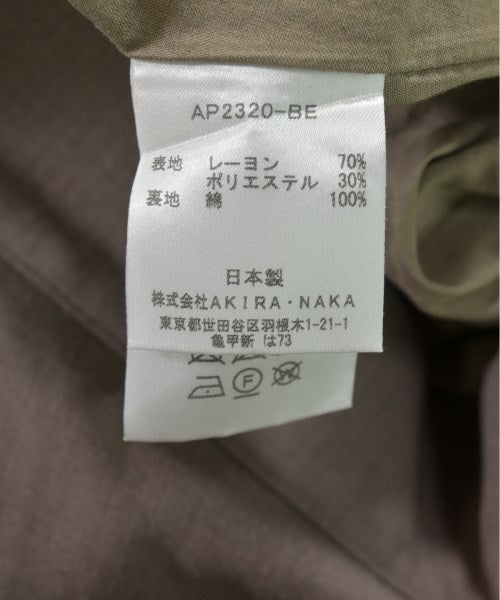 AP2320-BE
表地 レーヨン 70%
ポリエステル 30%
裏地 綿 100%
日本製
株式会社AKIRA・NAKA
東京都世田谷区羽根木1-21-1
亀甲新 は73
F
W